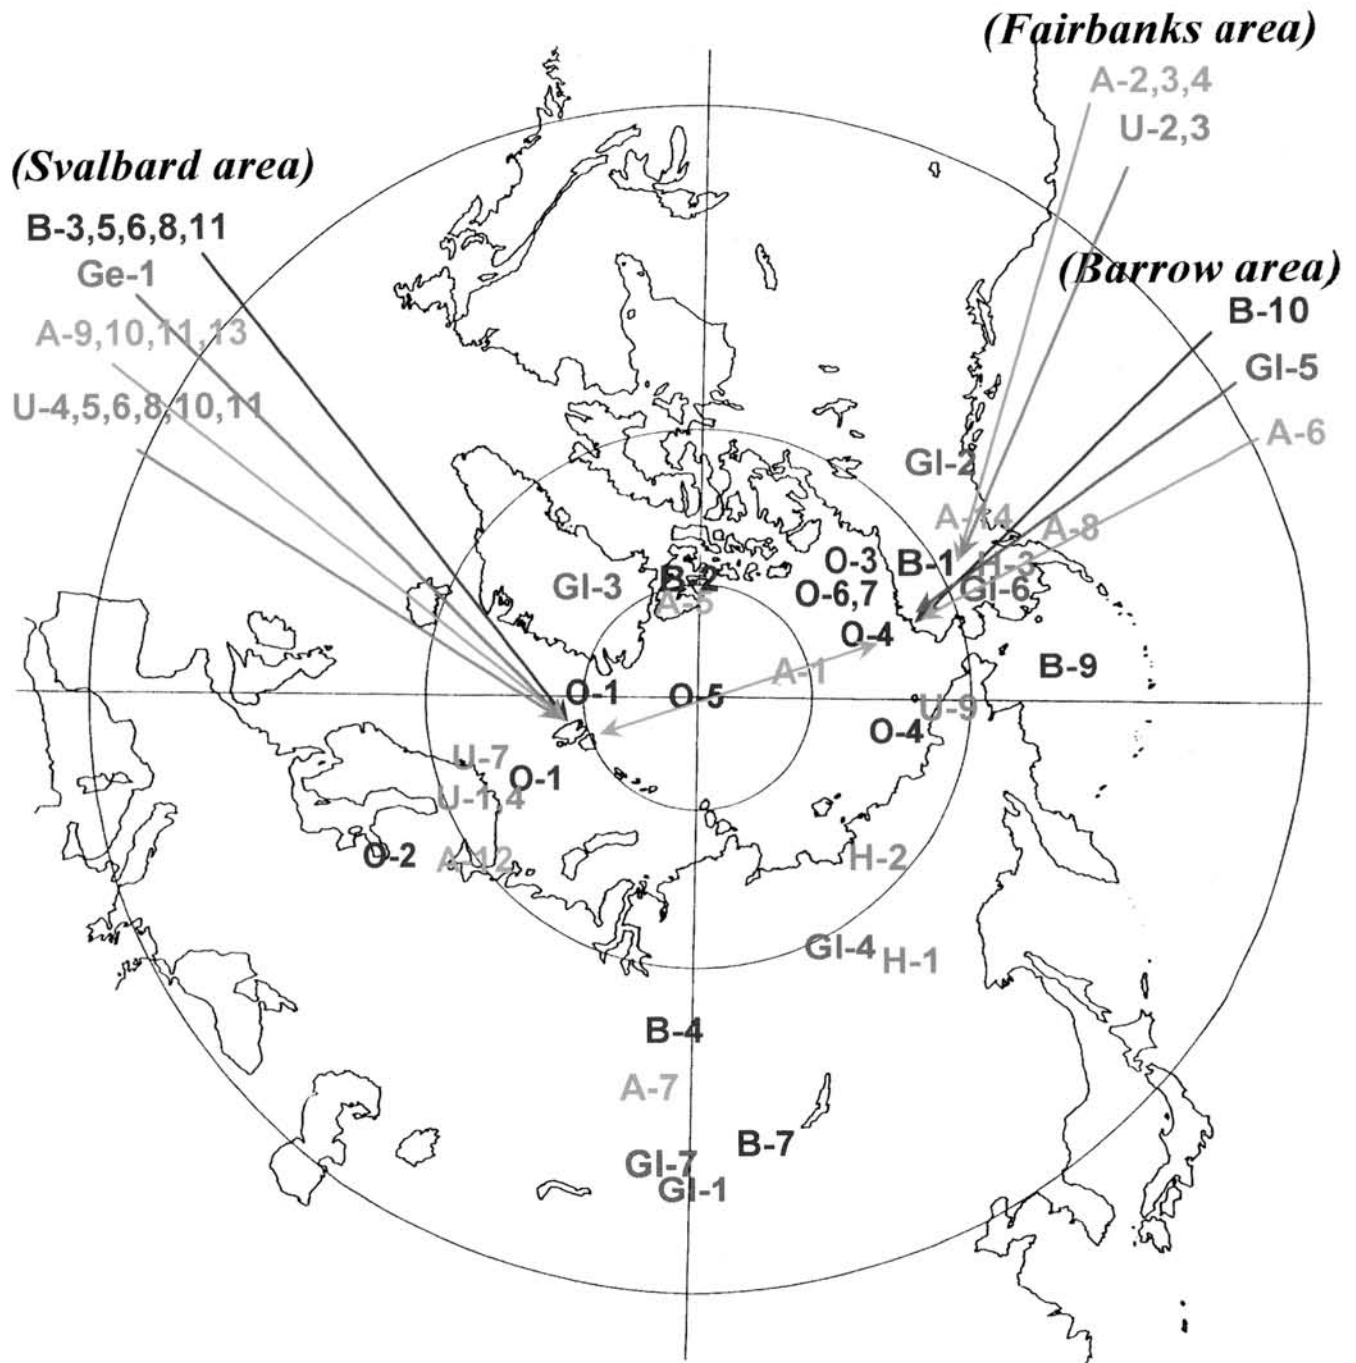 (Fairbanks area)
A-2,3,4
U-2,3
(Svalbard area)
B-3,5,6,8,11
Ge-1
A-9,10,11,13
U-4,5,6,8,10,11
(Barrow area)
B-10
Gl-5
A-6
Gl-2
A-14
A-8
O-3
B-1
H-3
Gl-3
B-2
A-5
O-6,7
Gl-6
O-4
A-1
B-9
O-1
O-5
U-9
O-4
U-7
O-1
U-1,4
O-2
A-12
H-2
Gl-4
H-1
B-4
A-7
B-7
Gl-7
Gl-1